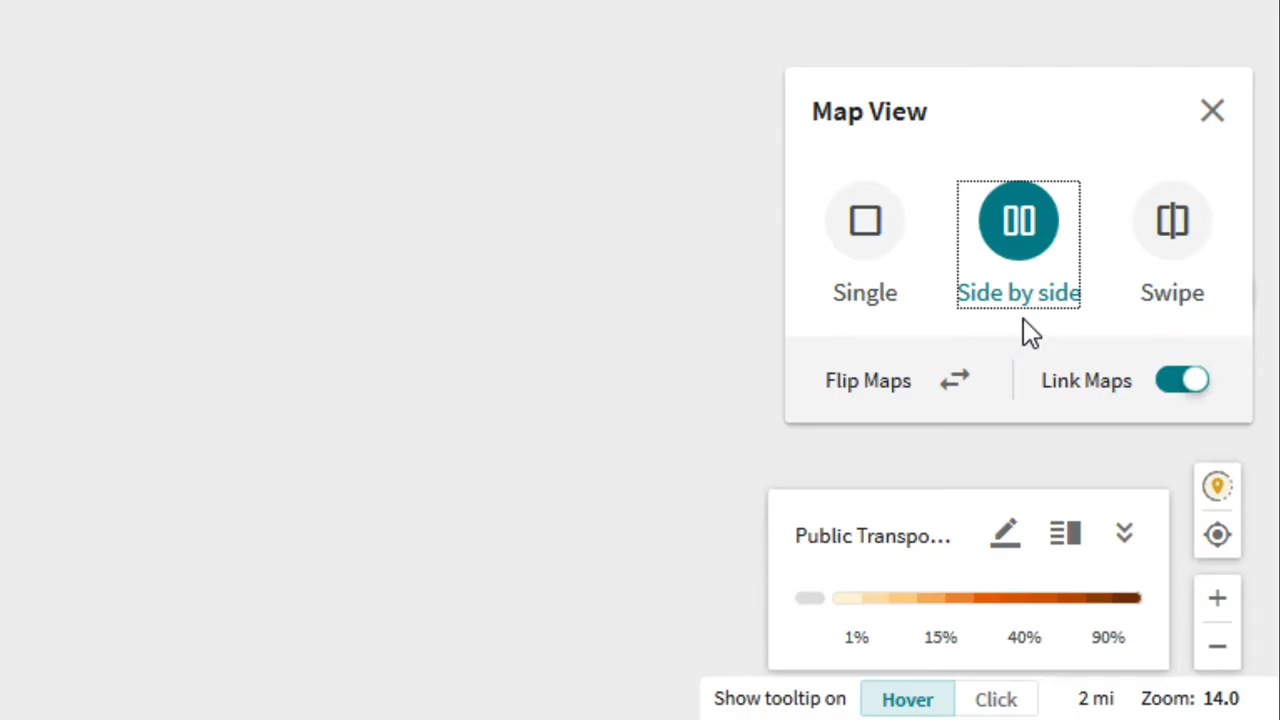 Map View
Single
Side by side
Swipe
Flip Maps
Link Maps
Public Transpo...
1% 15% 40% 90%
Show tooltip on Hover Click 2 mi Zoom: 14.0